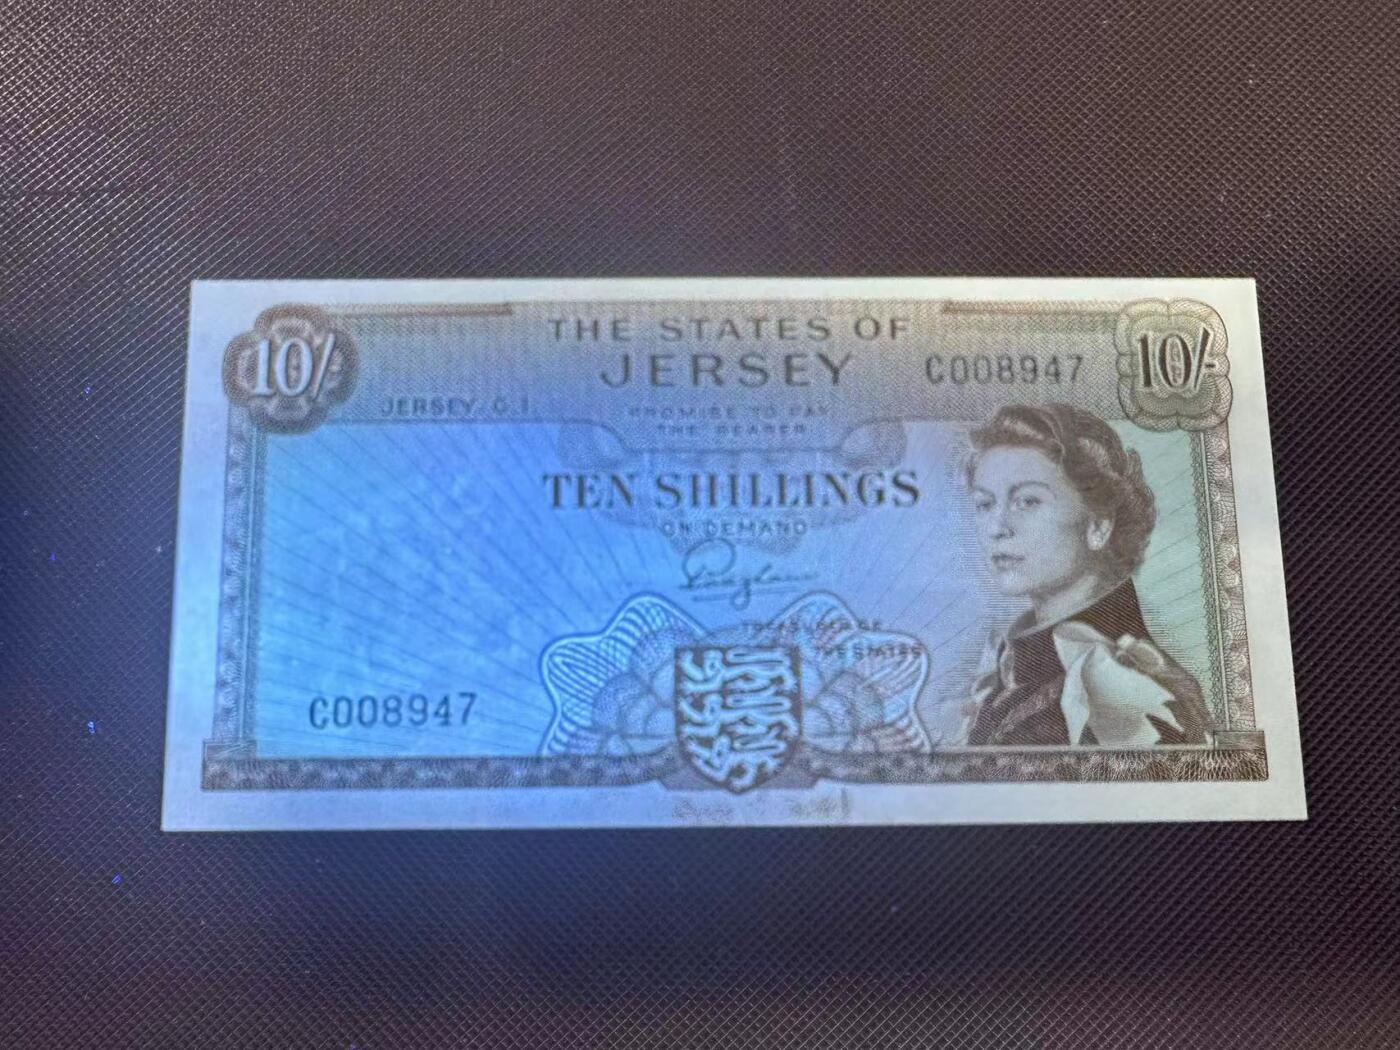 10/-
THE STATES OF
JERSEY
C008947
10/-
JERSEY, C.I.
PROMISE TO PAY
THE BEARER
TEN SHILLINGS
ON DEMAND
TREASURER OF
THE STATES
C008947